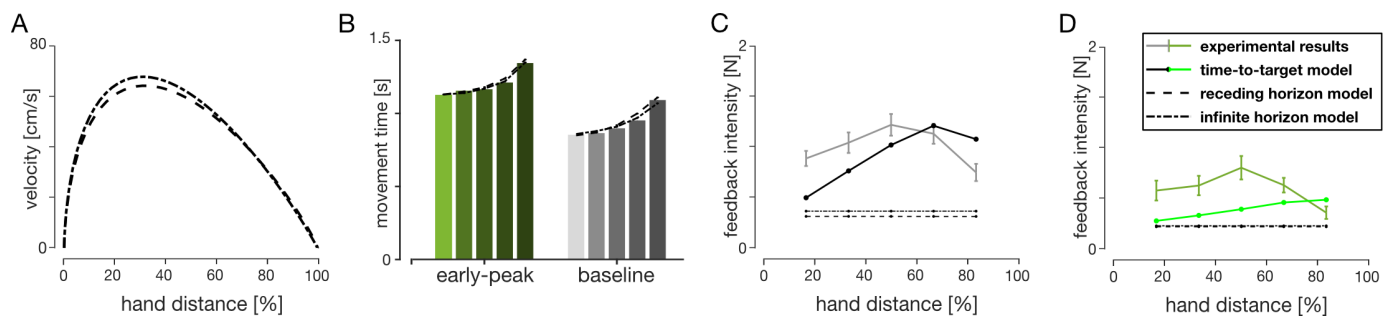 A
velocity [cm/s]
80
0
0 20 40 60 80 100
hand distance [%]
B
movement time [s]
1.5
0
early-peak baseline
C
feedback intensity [N]
2
0
0 20 40 60 80 100
hand distance [%]
D
feedback intensity [N]
2
0
0 20 40 60 80 100
hand distance [%]
experimental results
time-to-target model
receding horizon model
infinite horizon model